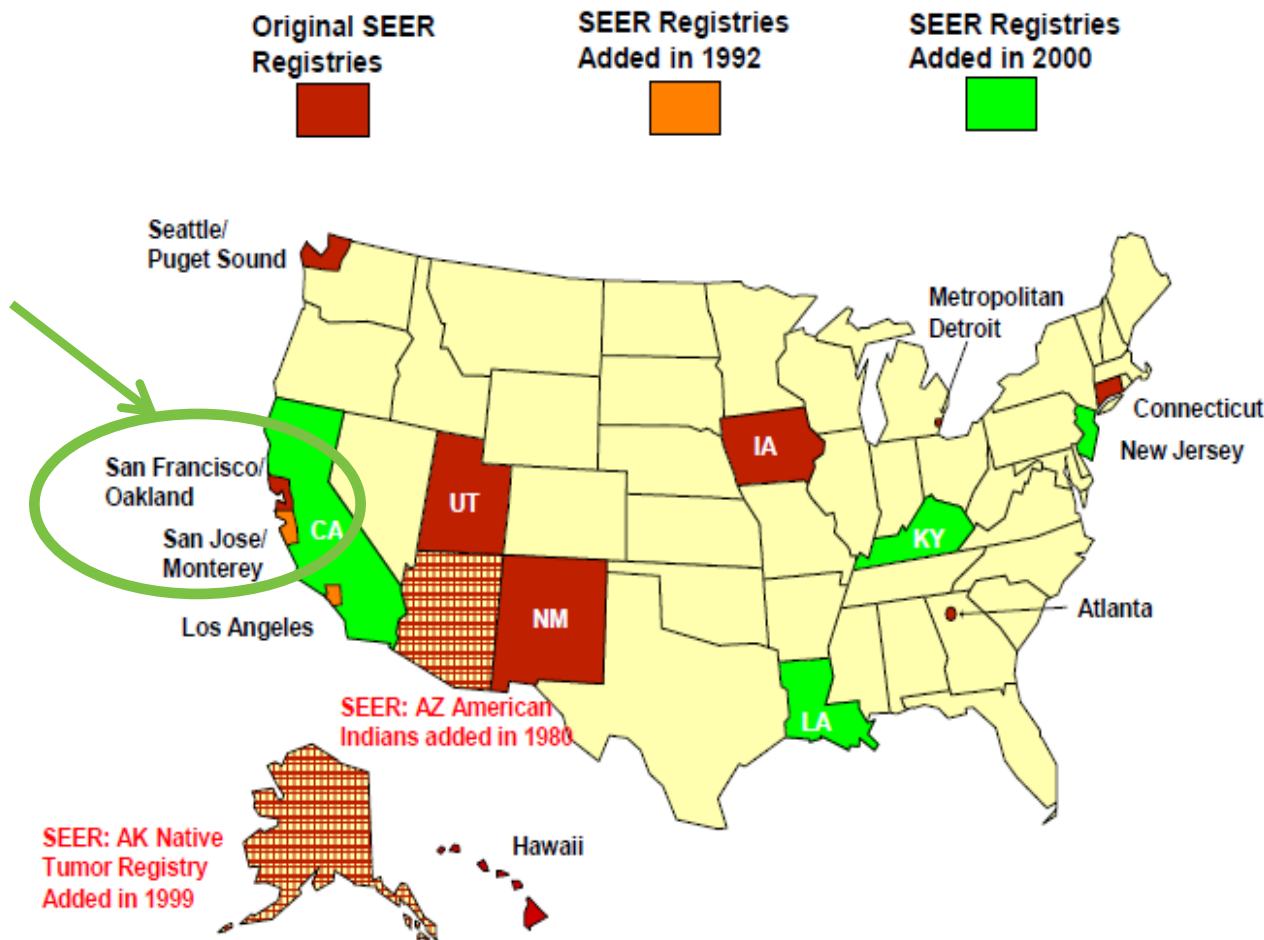 Original SEER
Registries
SEER Registries
Added in 1992
SEER Registries
Added in 2000
Seattle/
Puget Sound
Metropolitan
Detroit
Connecticut
New Jersey
IA
San Francisco/
Oakland
UT
CA
KY
San Jose/
Monterey
NM
Atlanta
Los Angeles
SEER: AZ American
Indians added in 1980
LA
SEER: AK Native
Tumor Registry
Added in 1999
Hawaii